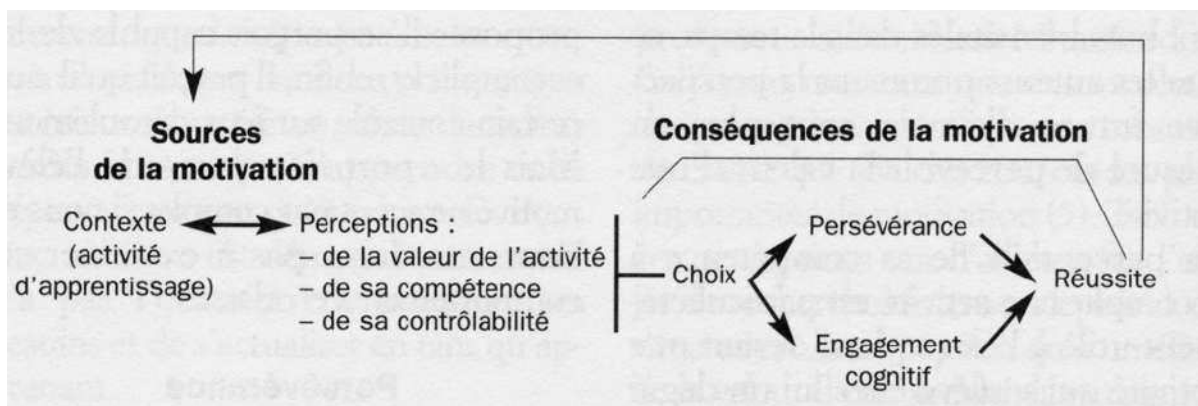 Sources
de la motivation
Contexte
(activité
d'apprentissage)
Perceptions :
– de la valeur de l'activité
– de sa compétence
– de sa contrôlabilité
Conséquences de la motivation
Choix
Persévérance
Engagement
cognitif
Réussite